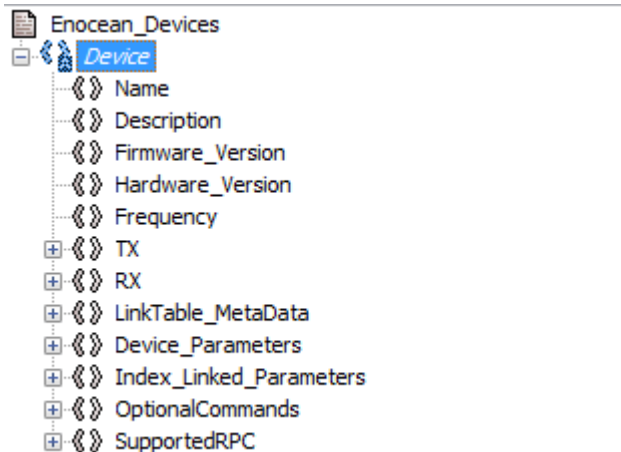 Enocean_Devices
Device
Name
Description
Firmware_Version
Hardware_Version
Frequency
TX
RX
LinkTable_MetaData
Device_Parameters
Index_Linked_Parameters
OptionalCommands
SupportedRPC